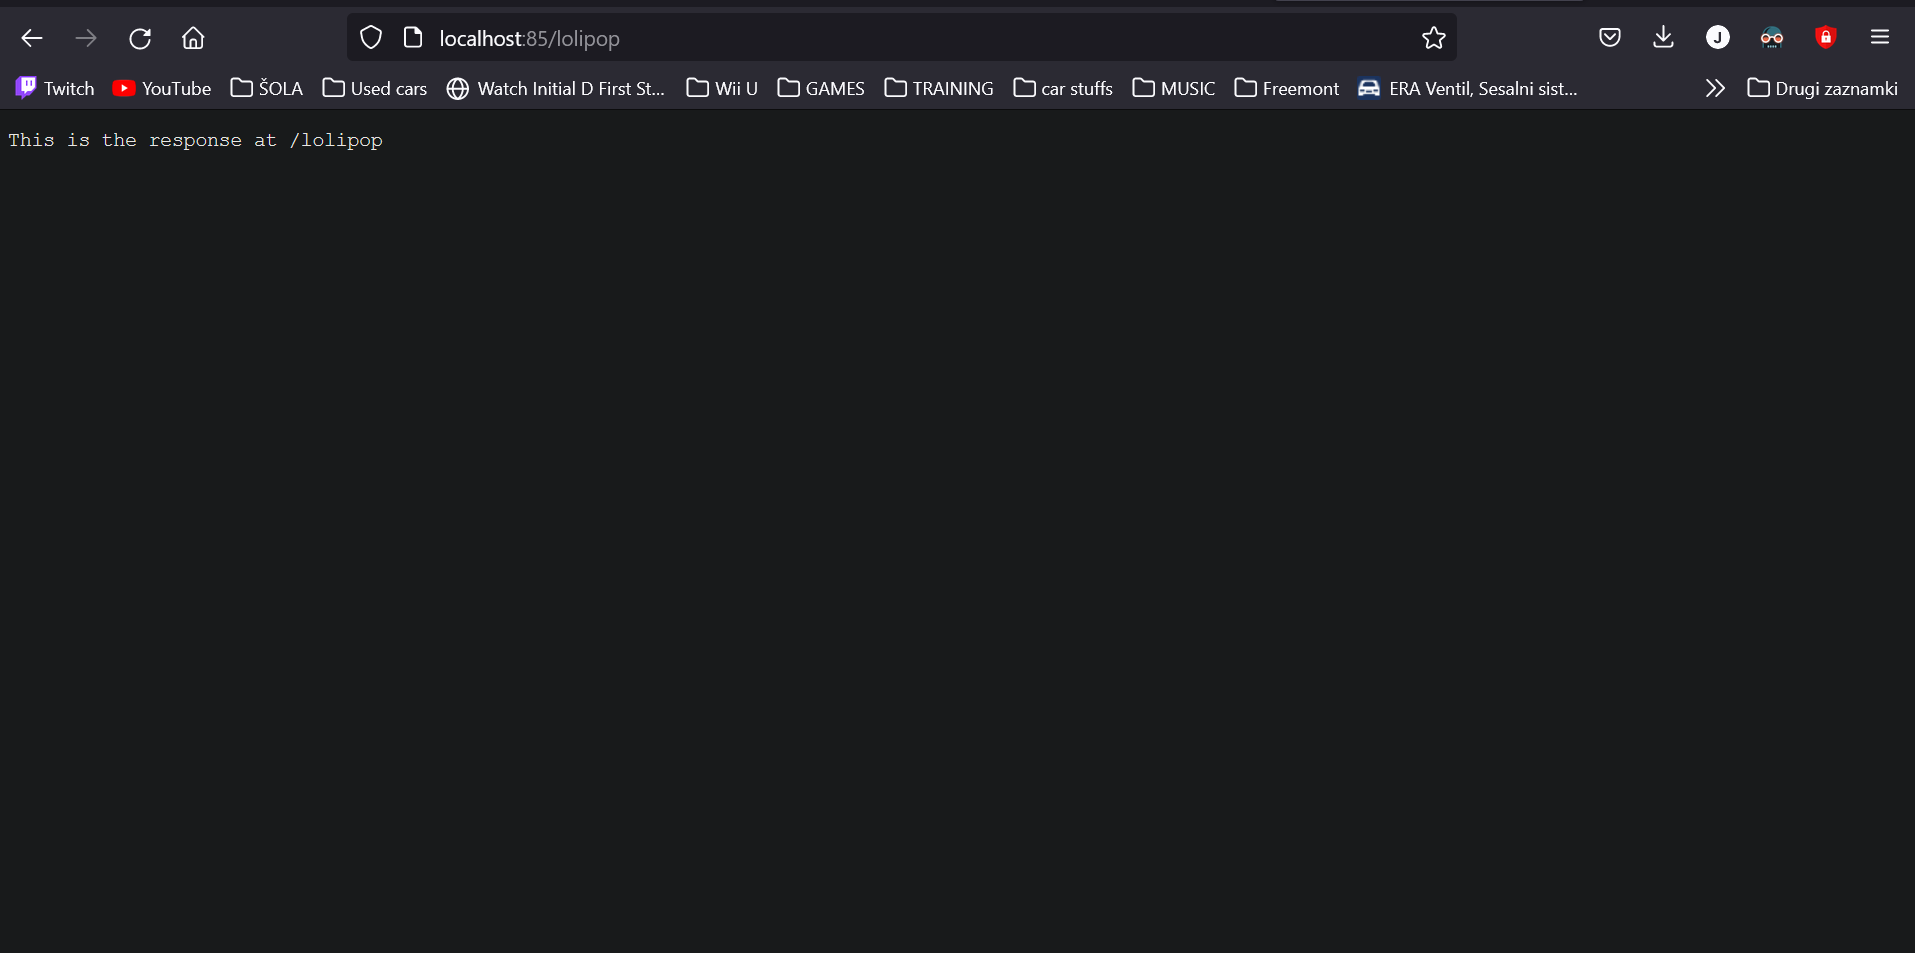 localhost:85/lolipop
J
Twitch YouTube ŠOLA Used cars Watch Initial D First St... Wii U GAMES TRAINING car stuffs MUSIC Freemont ERA Ventil, Sesalni sist... Drugi zaznamki
This is the response at /lolipop